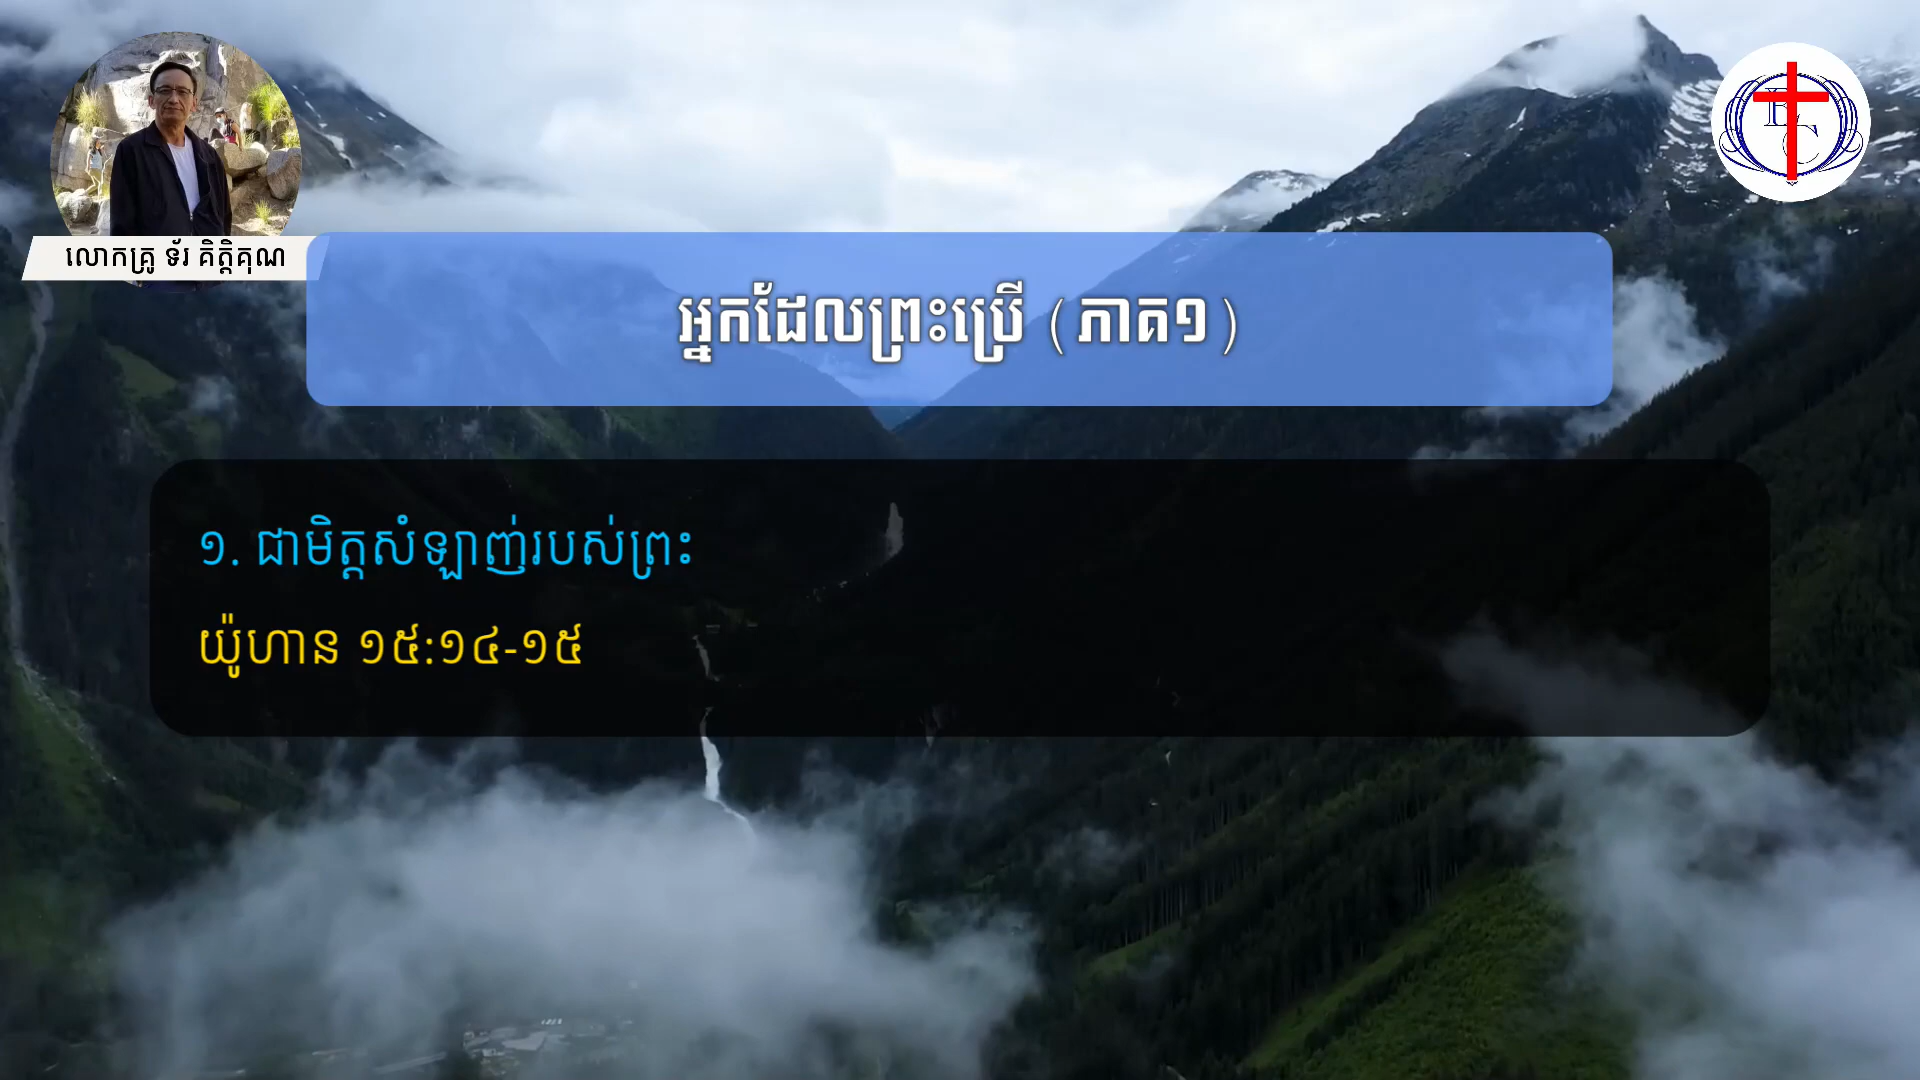 លោកគ្រូ ទ័រ គិត្តិគុណ
EC
អ្នកដែលព្រះប្រើ (ភាគ១)
១. ជាមិត្តសំឡាញ់របស់ព្រះ
យ៉ូហាន ១៥:១៤-១៥